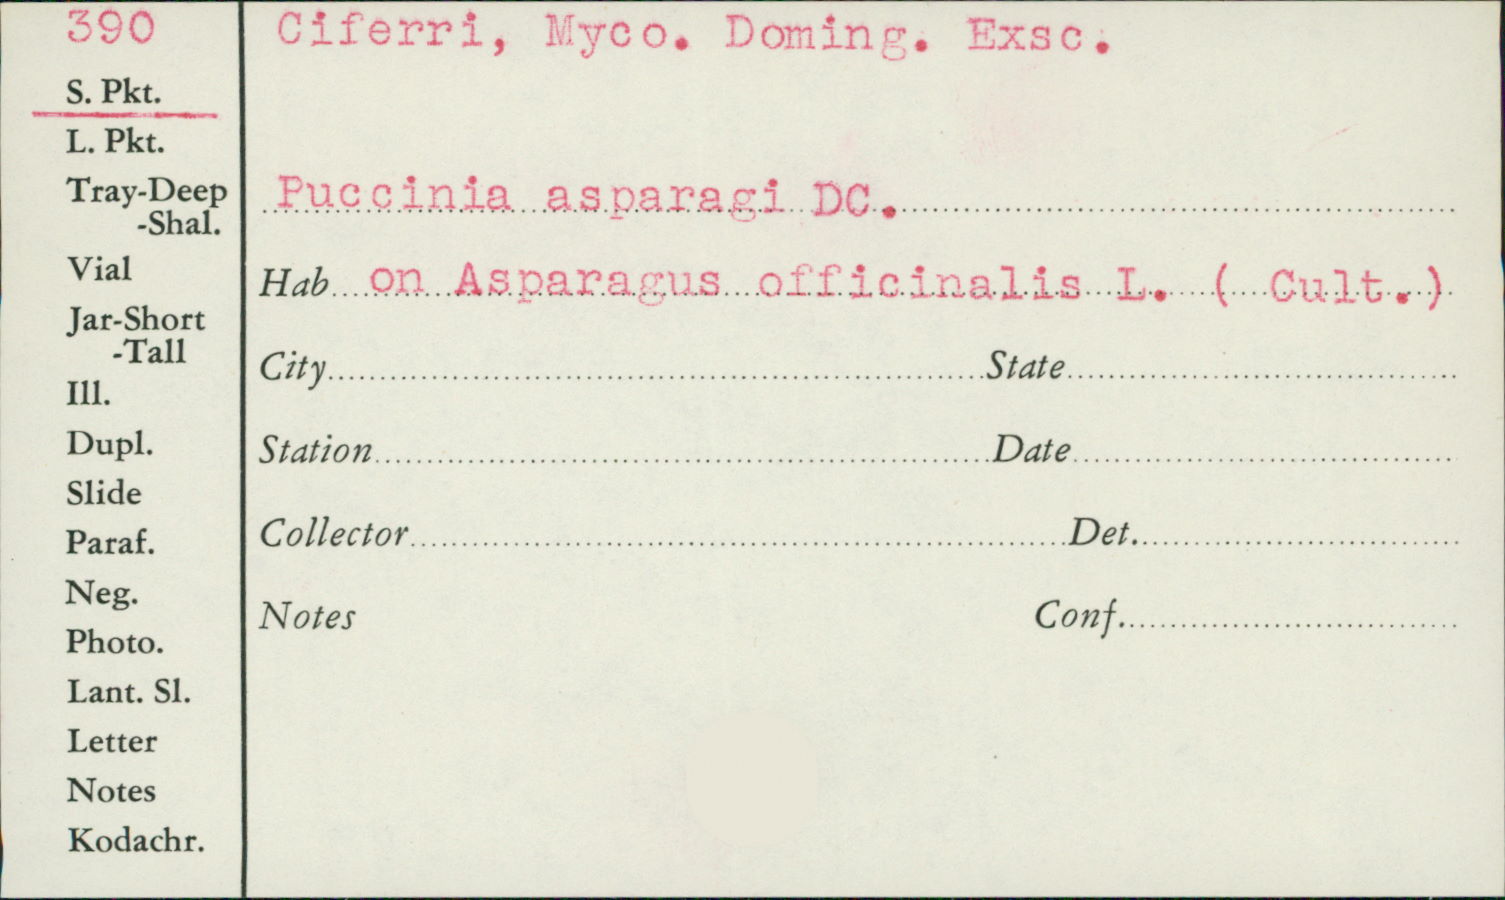 390
Ciferri, Myco. Doming. Exsc.
S. Pkt.
L. Pkt.
Tray-Deep
-Shal.
Vial
Jar-Short
-Tall
Ill.
Dupl.
Slide
Paraf.
Neg.
Photo.
Lant. Sl.
Letter
Notes
Kodachr.
Puccinia asparagi DC.
Hab on Asparagus officinalis L. ( Cult.)
City State
Station Date
Collector Det.
Notes Conf.